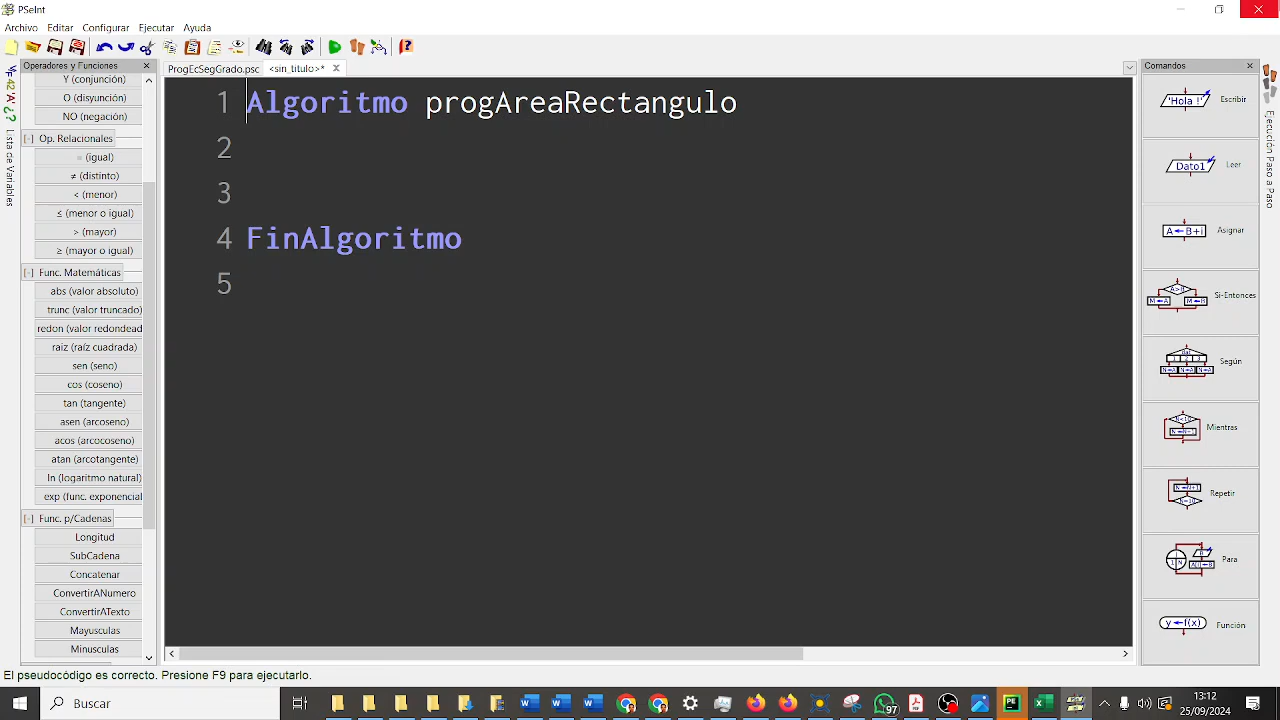 PSeInt
Archivo Editar Configurar Ejecutar Ayuda
Operadores y Funciones
ProgEcSegGrado.psc <sin_titulo>*
Comandos
Y (conjunción)
O (disunción)
NO (negación)
Op. Relacionales
= (igual)
≠ (distinto)
< (menor)
≤ (menor o igual)
> (mayor)
≥ (mayor o igual)
Func. Matemáticas
abs (valor absoluto)
trunc (valor truncado)
redon (valor redondead
raíz (raíz cuadrada)
sen (seno)
cos (coseno)
tan (tangente)
asen (arcoseno)
acos (arcocoseno)
atan (arcotangente)
ln (logaritmo natural)
exp (func. exponencial
Func. p/Cadenas
Longitud
SubCadena
Concatenar
ConvertirANumero
ConvertirATexto
Mayusculas
Minusculas
Lista de Variables
1 Algoritmo progAreaRectangulo
2
3
4 FinAlgoritmo
5
'Hola !' Escribir
Dato1 Leer
A ← B+i Asignar
Si-Entonces
Según
Mientras
Repetir
Para
y ←f(x) Función
Ejecución Paso a Paso
El pseudocódigo es correcto. Presione F9 para ejecutarlo.
Buscar
97
13:12
25/09/2024